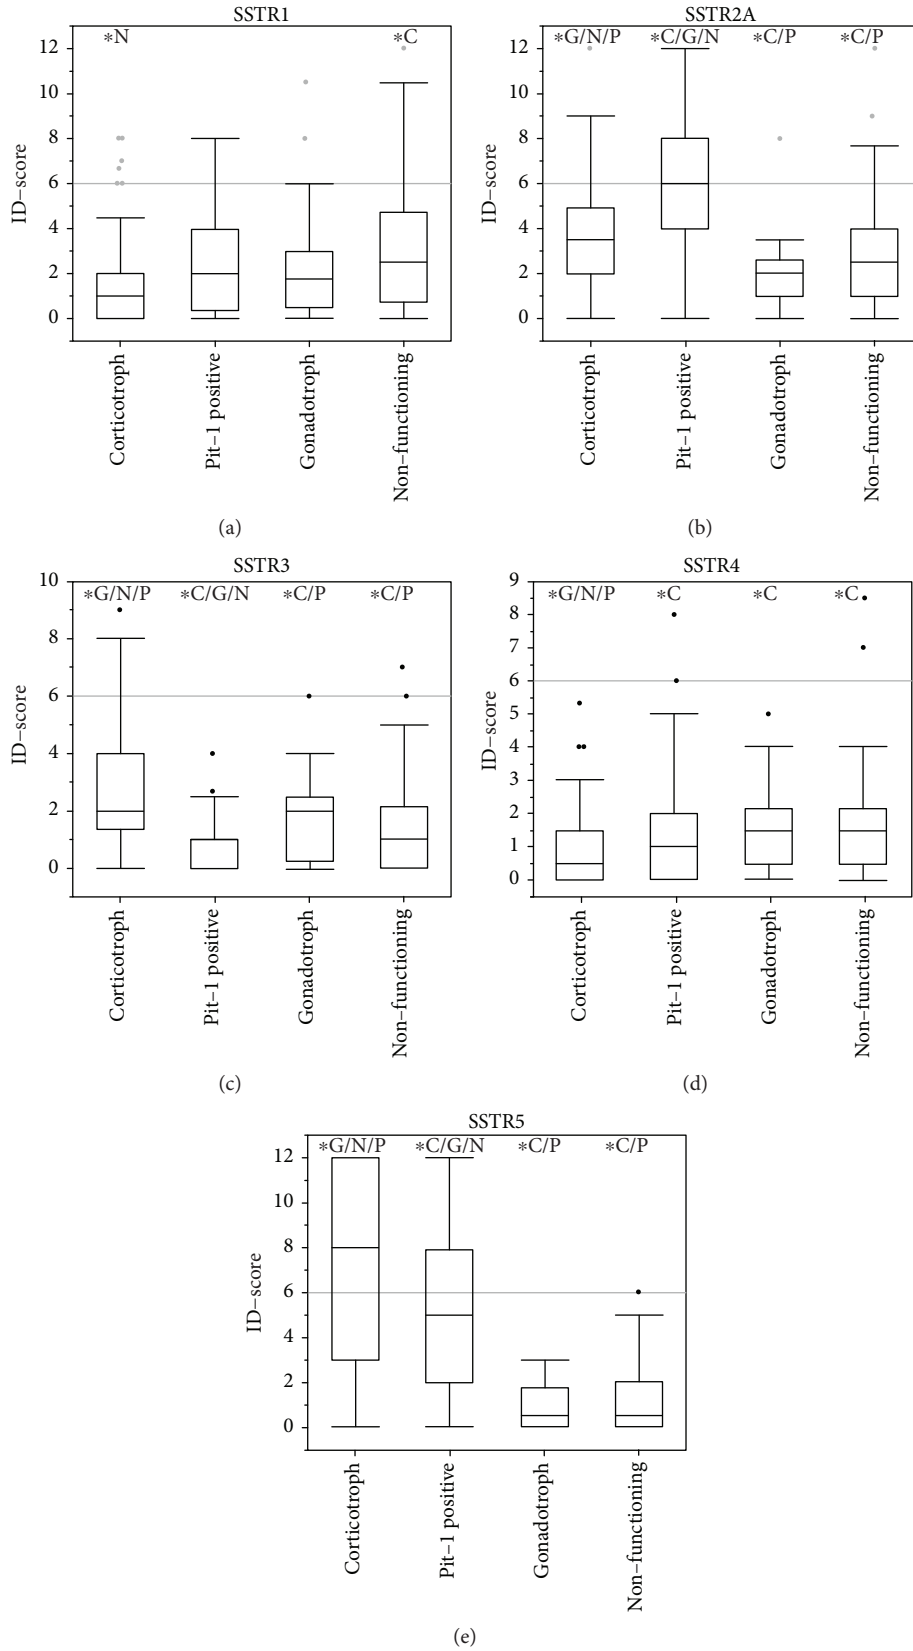 SSTR1
∗N ∗C
12
10
8
6
4
2
0
ID−score
Corticotroph
Pit−1 positive
Gonadotroph
Non−functioning
(a)
SSTR2A
∗G/N/P ∗C/G/N ∗C/P ∗C/P
12
10
8
6
4
2
0
ID−score
Corticotroph
Pit−1 positive
Gonadotroph
Non−functioning
(b)
SSTR3
∗G/N/P ∗C/G/N ∗C/P ∗C/P
10
8
6
4
2
0
ID−score
Corticotroph
Pit−1 positive
Gonadotroph
Non−functioning
(c)
SSTR4
∗G/N/P ∗C ∗C ∗C
9
8
7
6
5
4
3
2
1
0
ID−score
Corticotroph
Pit−1 positive
Gonadotroph
Non−functioning
(d)
SSTR5
∗G/N/P ∗C/G/N ∗C/P ∗C/P
12
10
8
6
4
2
0
ID−score
Corticotroph
Pit−1 positive
Gonadotroph
Non−functioning
(e)